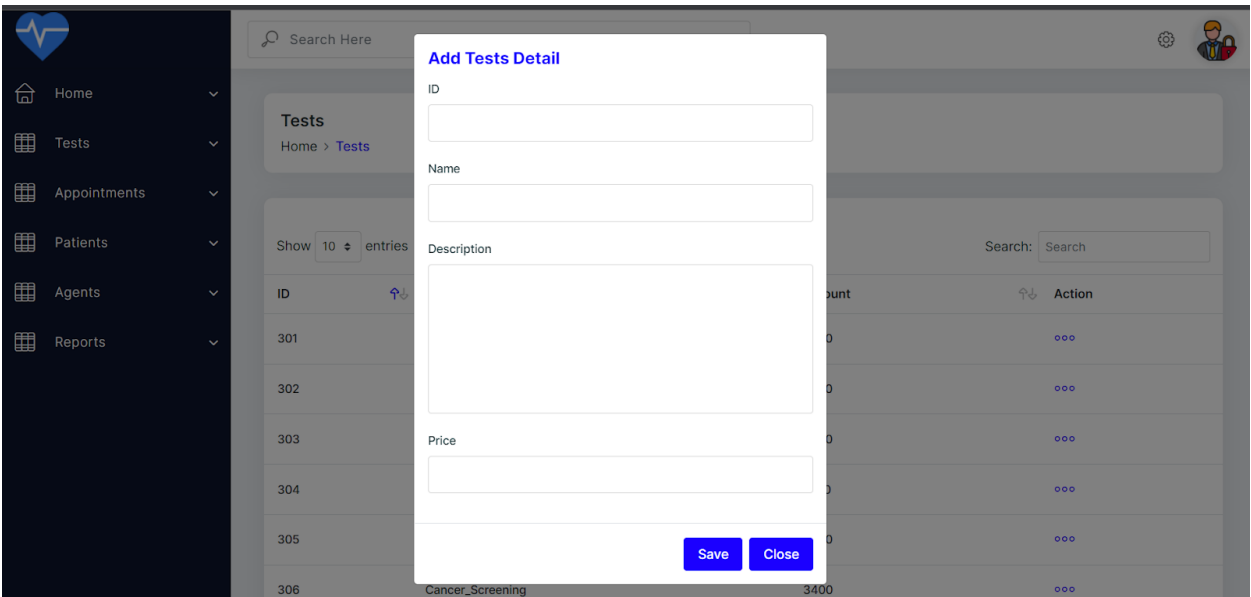 Search Here
Home
Tests
Appointments
Patients
Agents
Reports
Tests
Home > Tests
Show 10 entries
Search: Search
ID Action
301
302
303
304
305
306 Cancer_Screening 3400
Add Tests Detail
ID
Name
Description
Price
Save Close